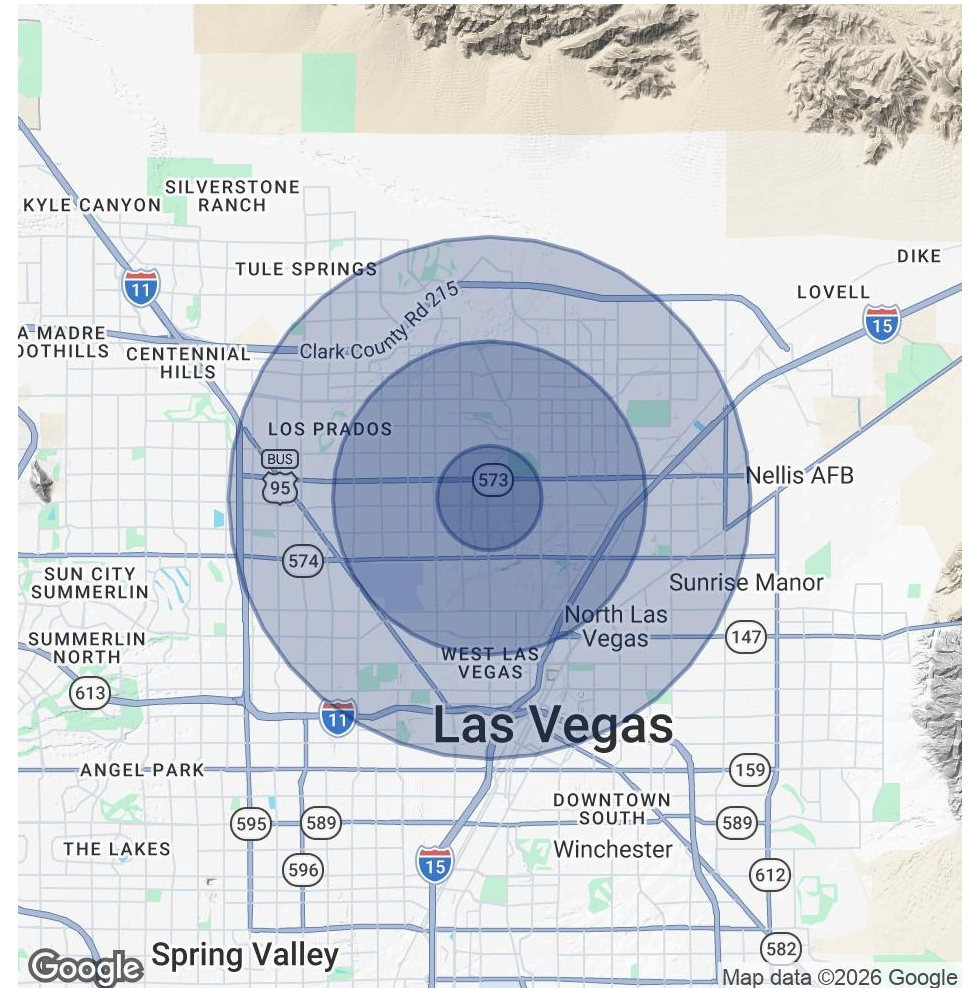 SILVERSTONE
RANCH
KYLE CANYON
DIKE
TULE SPRINGS
11
LOVELL
Clark County Rd 215
15
A MADRE
OOTHILLS
CENTENNIAL
HILLS
LOS PRADOS
BUS
95
573
Nellis AFB
574
SUN CITY
SUMMERLIN
Sunrise Manor
North Las
Vegas
147
SUMMERLIN
NORTH
WEST LAS
VEGAS
613
11
Las Vegas
ANGEL PARK
159
DOWNTOWN
SOUTH
595
589
589
THE LAKES
Winchester
15
596
612
582
Spring Valley
Google
Map data ©2026 Google